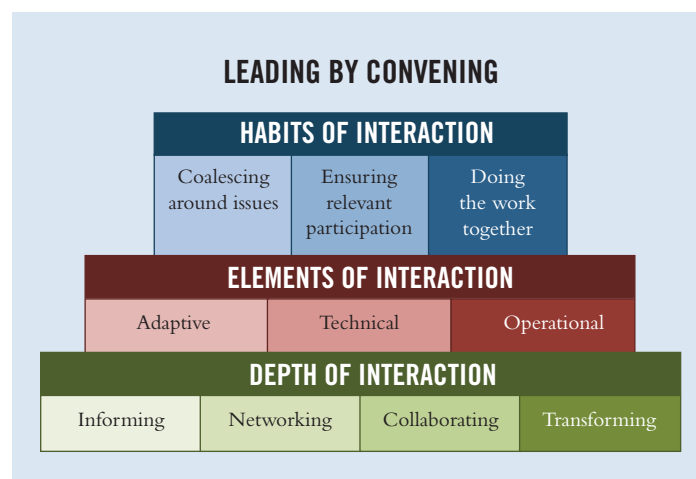 LEADING BY CONVENING
HABITS OF INTERACTION
Coalescing
around issues
Ensuring
relevant
participation
Doing
the work
together
ELEMENTS OF INTERACTION
Adaptive
Technical
Operational
DEPTH OF INTERACTION
Informing
Networking
Collaborating
Transforming